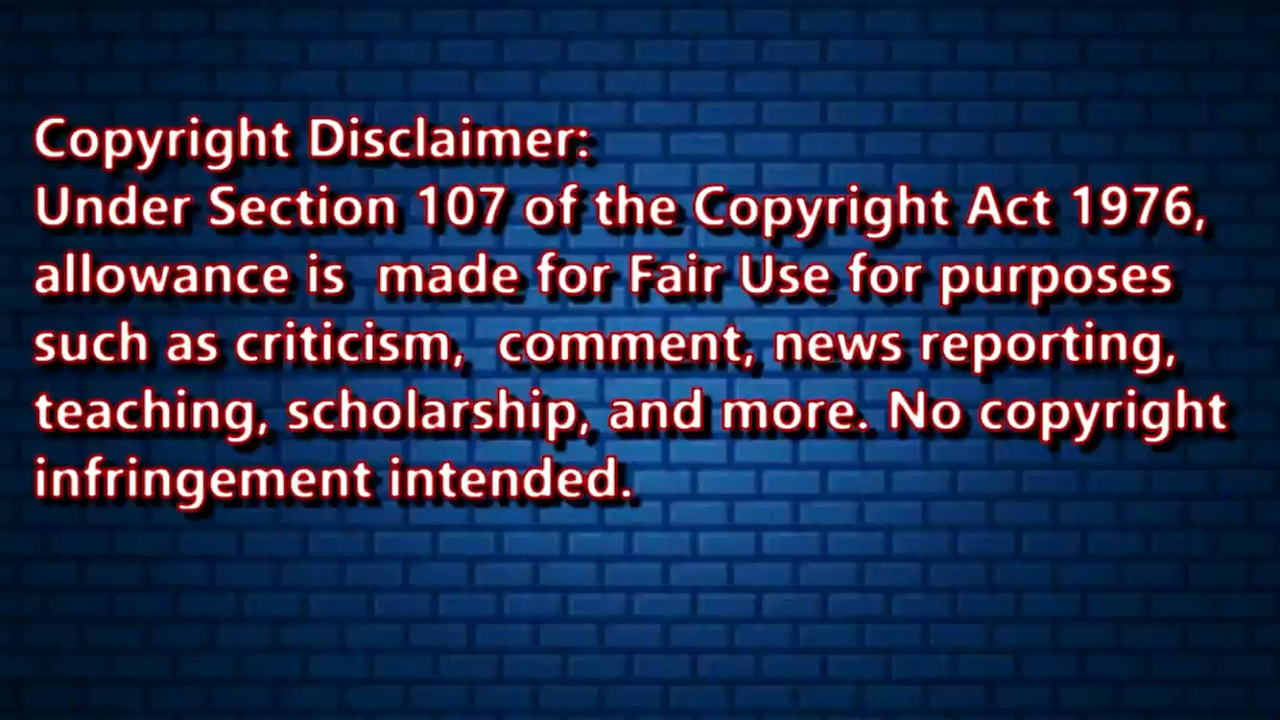 Copyright Disclaimer:
Under Section 107 of the Copyright Act 1976,
allowance is  made for Fair Use for purposes
such as criticism,  comment, news reporting,
teaching, scholarship, and more. No copyright
infringement intended.